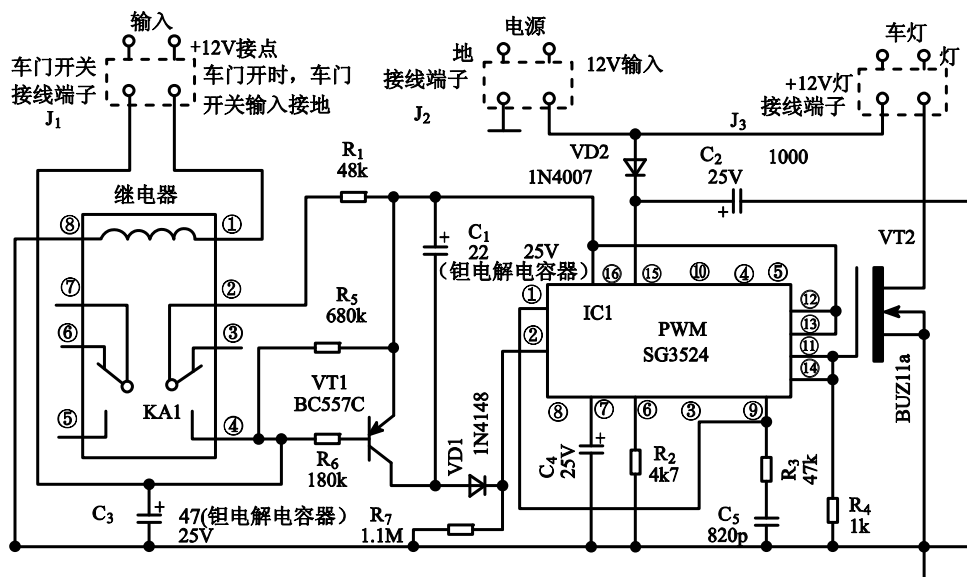 输入
+12V接点
车门开关
接线端子
J1
车门开时，车门
开关输入接地
电源
地
接线端子
J2
12V输入
车灯
灯
+12V灯
接线端子
J3
VD2
1N4007
C2
25V
1000
R1
48k
继电器
⑧
①
⑦
②
⑥
③
⑤
④
KA1
C1
22
25V
（钽电解电容器）
R5
680k
VT1
BC557C
R6
180k
VD1
1N4148
①
②
⑯
⑮
⑩
④
⑤
IC1
PWM
SG3524
⑫
⑬
⑪
⑭
⑧
⑦
⑥
③
⑨
VT2
BUZ11a
C3
47(钽电解电容器）
25V
R7
1.1M
C4
25V
R2
4k7
R3
47k
C5
820p
R4
1k